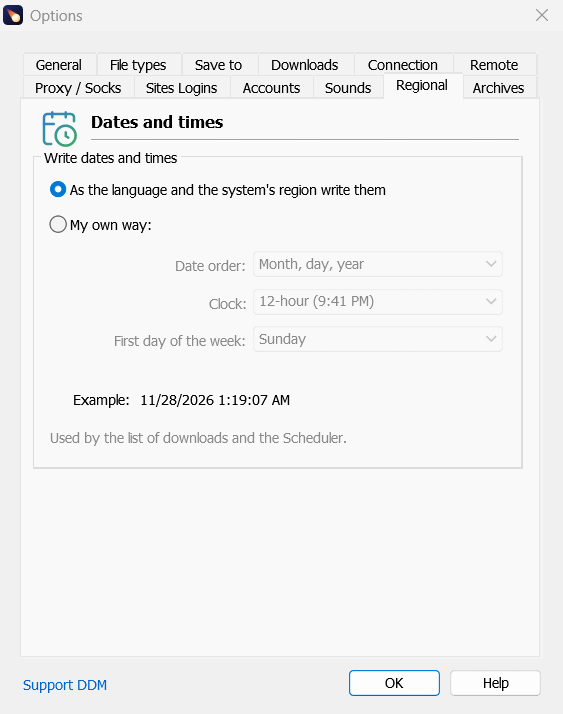 Options
General
File types
Save to
Downloads
Connection
Remote
Proxy / Socks
Sites Logins
Accounts
Sounds
Regional
Archives
Dates and times
Write dates and times
As the language and the system's region write them
My own way:
Date order: Month, day, year
Clock: 12-hour (9:41 PM)
First day of the week: Sunday
Example: 11/28/2026 1:19:07 AM
Used by the list of downloads and the Scheduler.
Support DDM
OK
Help